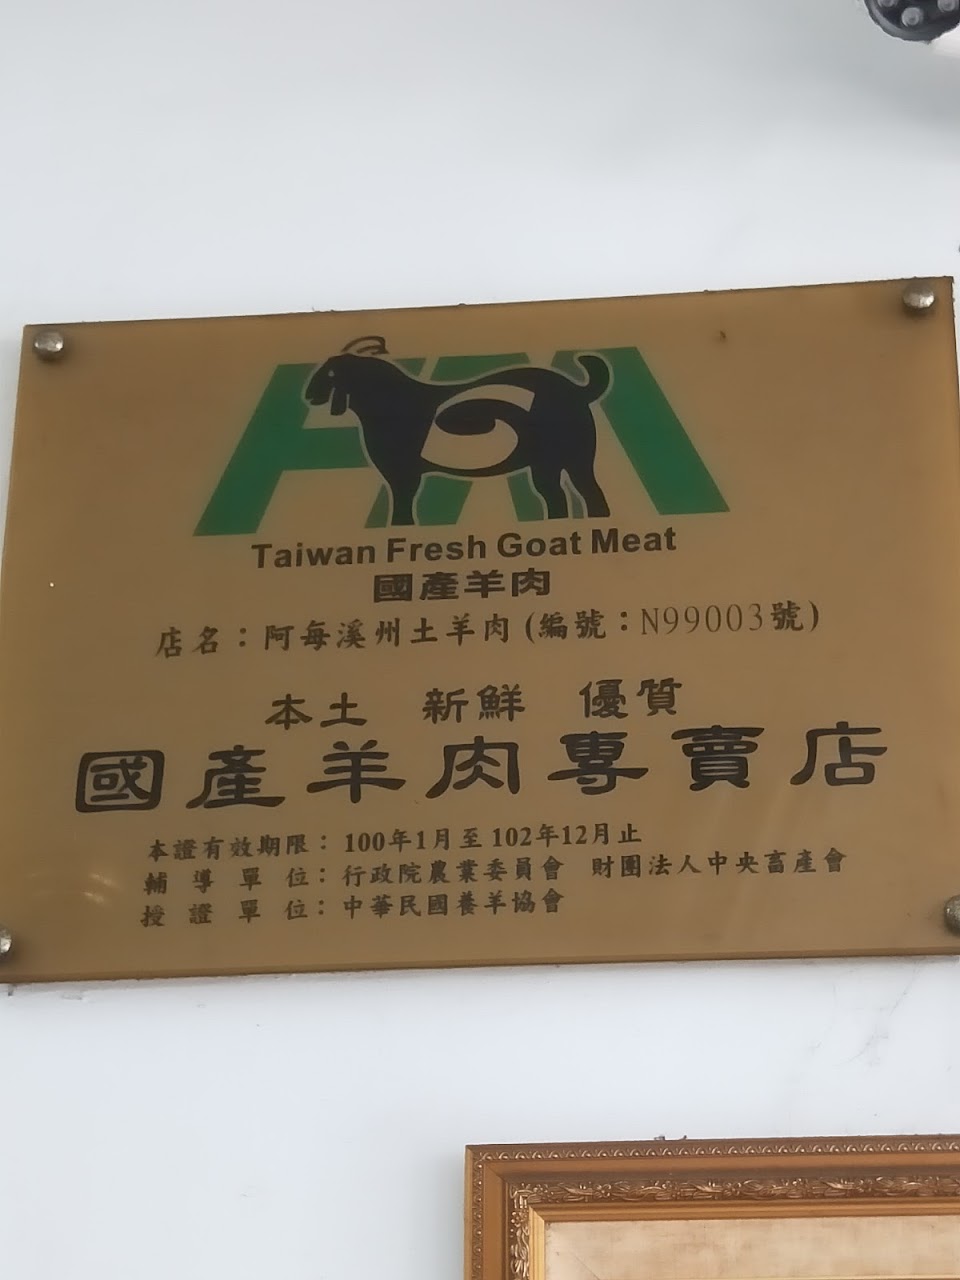 Taiwan Fresh Goat Meat
國產羊肉
店名：阿每溪州土羊肉(編號：N99003號)
本土 新鮮 優質
國產羊肉專賣店
本證有效期限：100年1月至102年12月止
輔導單位：行政院農業委員會 財團法人中央畜產會
授證單位：中華民國養羊協會